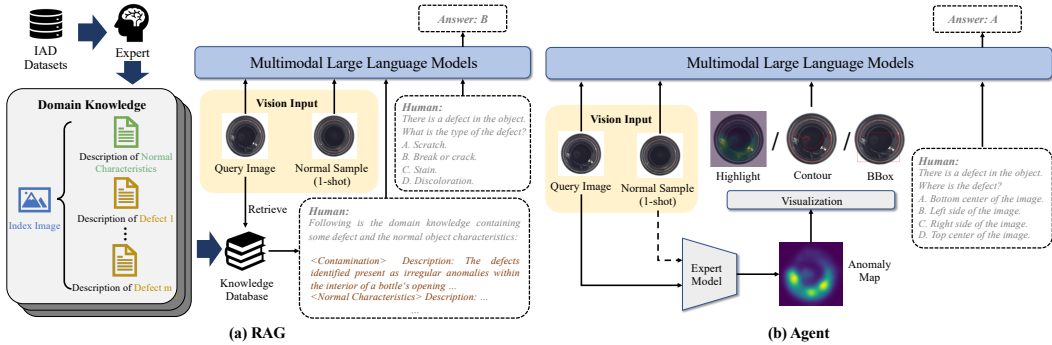 IAD
Datasets
Expert
Domain Knowledge
Description of Normal
Characteristics
Index Image
Description of Defect 1
Description of Defect m
Answer: B
Multimodal Large Language Models
Vision Input
Query Image
Normal Sample
(1-shot)
Human:
There is a defect in the object.
What is the type of the defect?
A. Scratch.
B. Break or crack.
C. Stain.
D. Discoloration.
Retrieve
Knowledge
Database
Human:
Following is the domain knowledge containing
some defect and the normal object characteristics:
<Contamination> Description: The defects
identified present as irregular anomalies within
the interior of a bottle's opening ...
<Normal Characteristics> Description: ...
...
(a) RAG
Answer: A
Multimodal Large Language Models
Vision Input
Query Image
Normal Sample
(1-shot)
Highlight
/
Contour
/
BBox
Visualization
Expert
Model
Anomaly
Map
Human:
There is a defect in the object.
Where is the defect?
A. Bottom center of the image.
B. Left side of the image.
C. Right side of the image.
D. Top center of the image.
(b) Agent